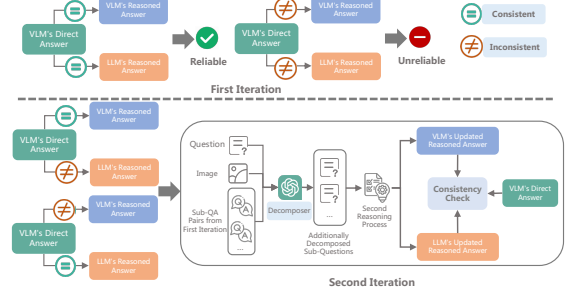 VLM's Reasoned
Answer
VLM's Direct
Answer
LLM's Reasoned
Answer
Reliable
VLM's Reasoned
Answer
VLM's Direct
Answer
LLM's Reasoned
Answer
Unreliable
Consistent
Inconsistent
First Iteration
VLM's Reasoned
Answer
VLM's Direct
Answer
LLM's Reasoned
Answer
VLM's Reasoned
Answer
VLM's Direct
Answer
LLM's Reasoned
Answer
Question
Image
Sub-QA
Pairs from
First Iteration
...
Decomposer
...
Additionally
Decomposed
Sub-Questions
Second
Reasoning
Process
VLM's Updated
Reasoned Answer
Consistency
Check
VLM's Direct
Answer
LLM's Updated
Reasoned Answer
Second Iteration